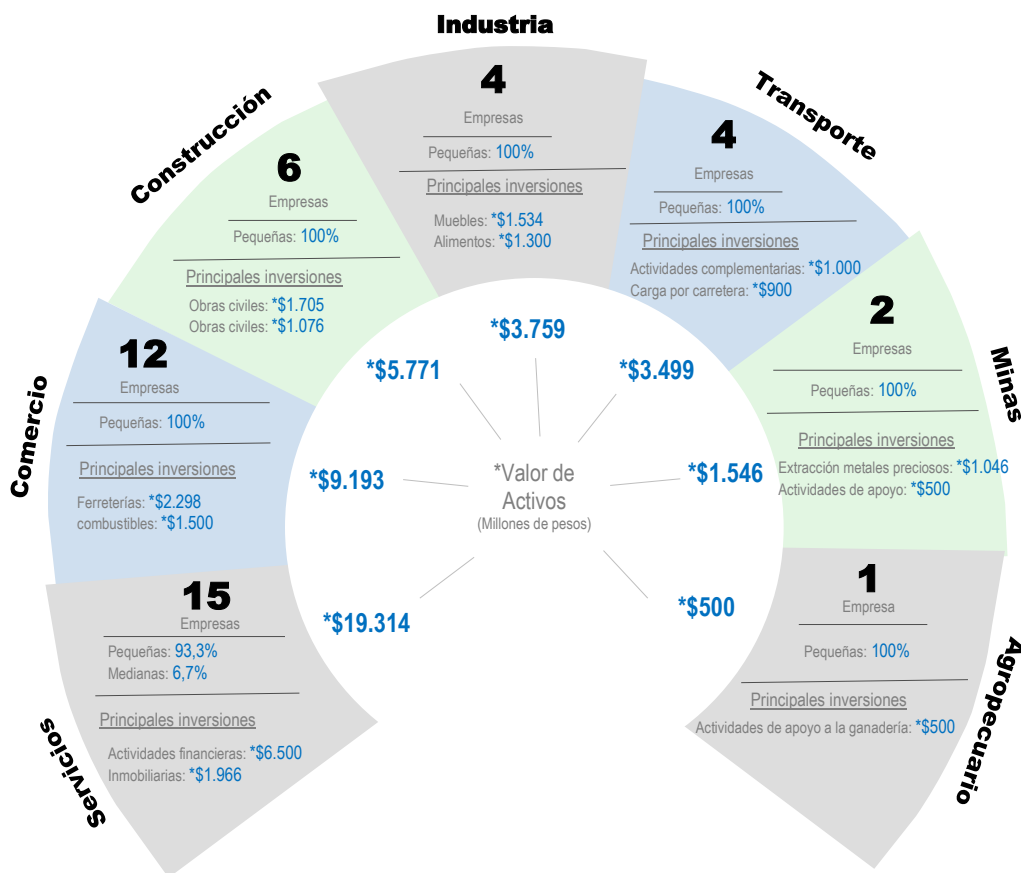 Industria
4
Empresas
Pequeñas: 100%
Principales inversiones
Muebles: *$1.534
Alimentos: *$1.300
Transporte
4
Empresas
Pequeñas: 100%
Principales inversiones
Actividades complementarias: *$1.000
Carga por carretera: *$900
Construcción
6
Empresas
Pequeñas: 100%
Principales inversiones
Obras civiles: *$1.705
Obras civiles: *$1.076
Minas
2
Empresas
Pequeñas: 100%
Principales inversiones
Extracción metales preciosos: *$1.046
Actividades de apoyo: *$500
Comercio
12
Empresas
Pequeñas: 100%
Principales inversiones
Ferreterías: *$2.298
combustibles: *$1.500
Servicios
15
Empresas
Pequeñas: 93,3%
Medianas: 6,7%
Principales inversiones
Actividades financieras: *$6.500
Inmobiliarias: *$1.966
Agropecuario
1
Empresa
Pequeñas: 100%
Principales inversiones
Actividades de apoyo a la ganadería: *$500
*$3.759
*$5.771
*$3.499
*$9.193
*$1.546
*$19.314
*$500
*Valor de
Activos
(Millones de pesos)